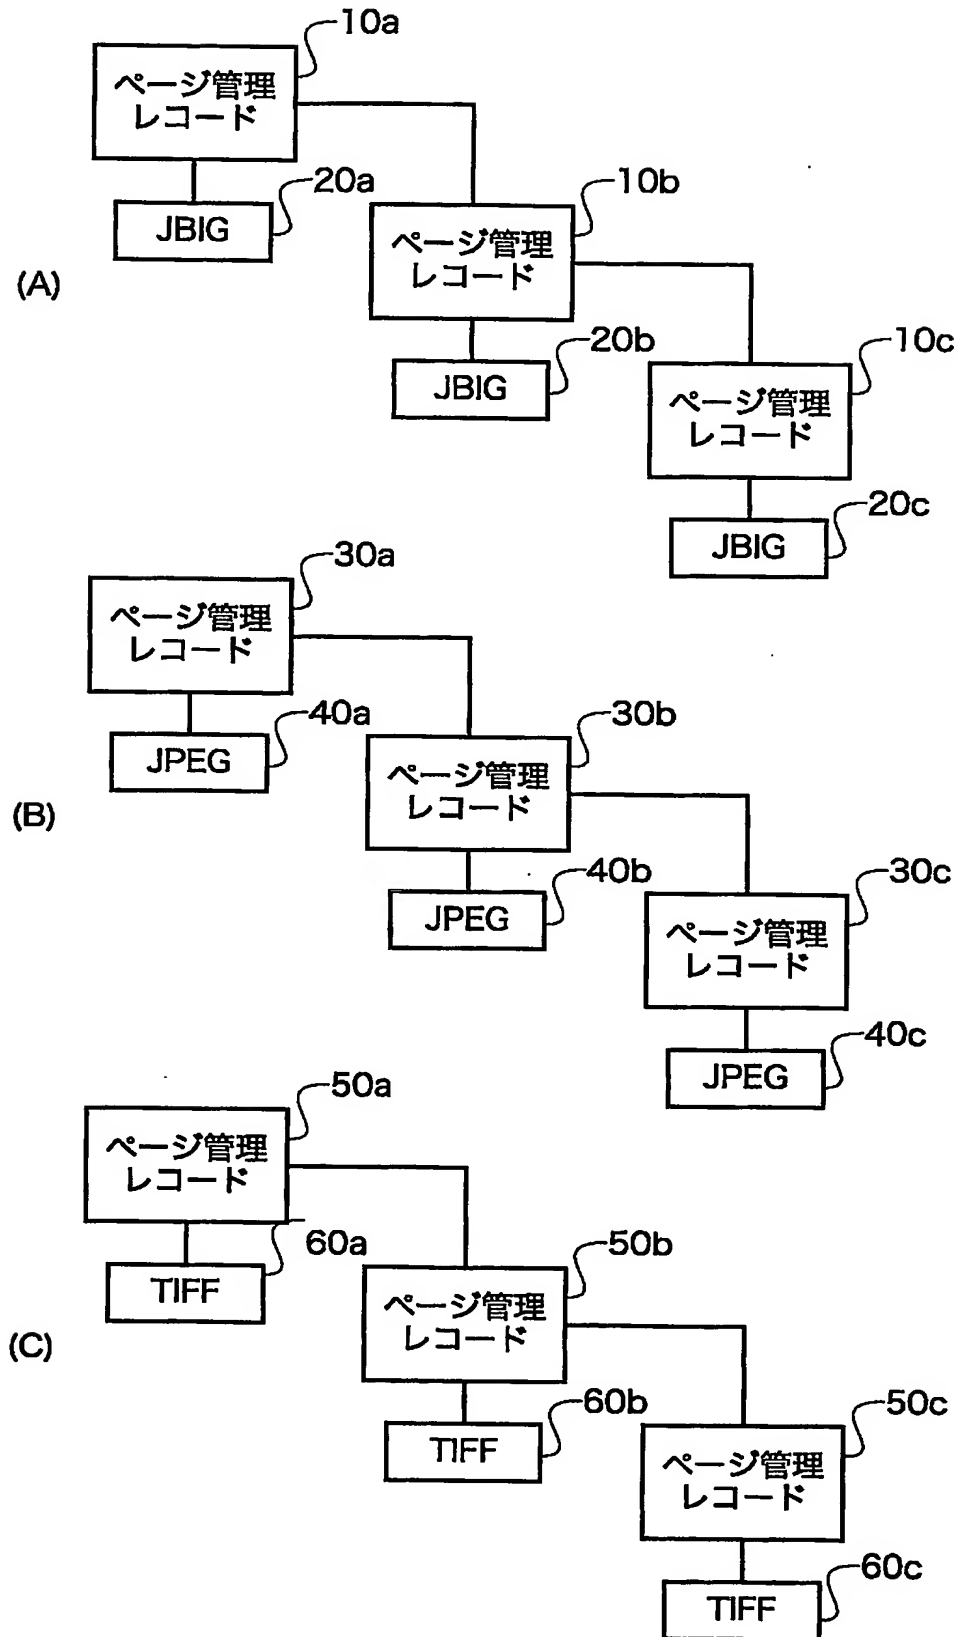 10a
ページ管理
レコード
20a
JBIG
10b
ページ管理
レコード
(A)
20b
JBIG
10c
ページ管理
レコード
20c
JBIG
30a
ページ管理
レコード
40a
JPEG
30b
ページ管理
レコード
(B)
40b
JPEG
30c
ページ管理
レコード
40c
JPEG
50a
ページ管理
レコード
60a
TIFF
50b
ページ管理
レコード
(C)
60b
TIFF
50c
ページ管理
レコード
60c
TIFF